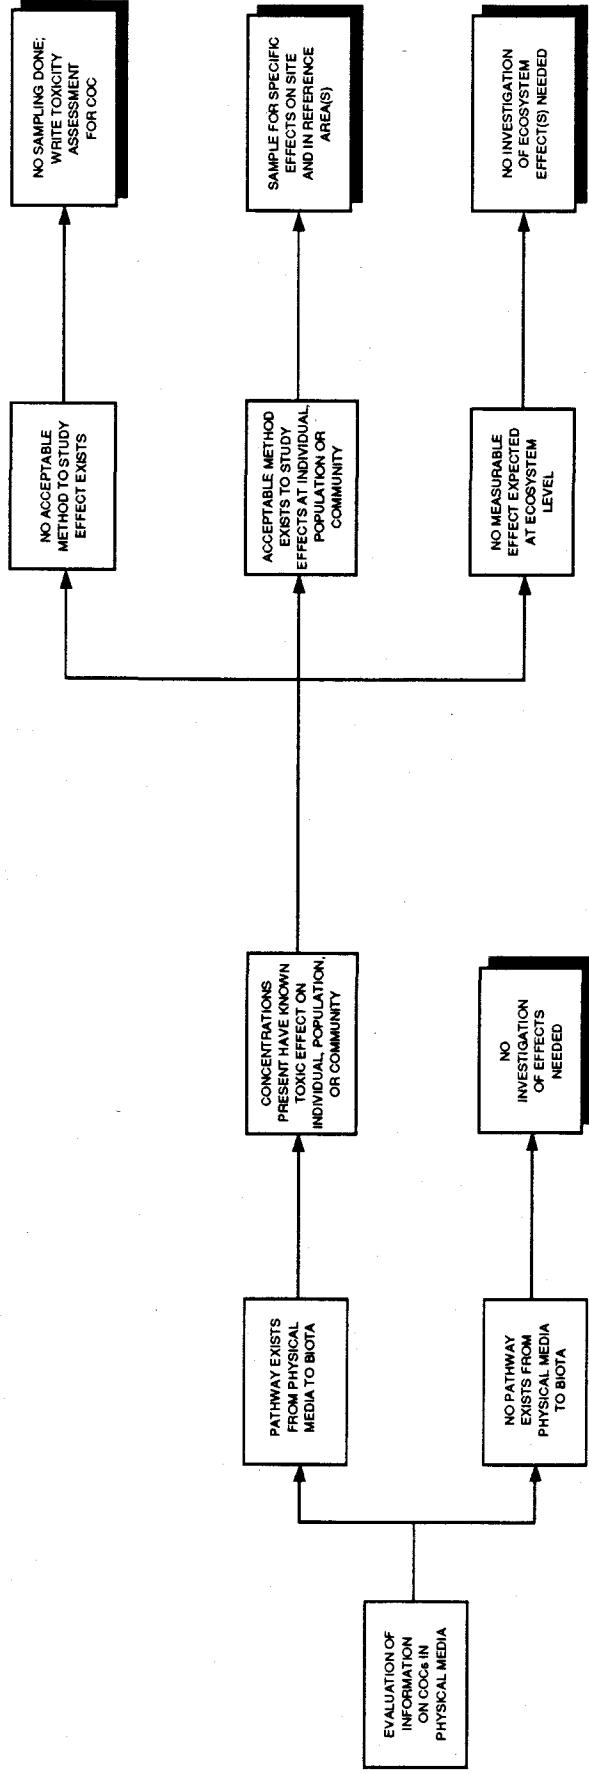 EVALUATION OF
INFORMATION
ON COCs IN
PHYSICAL MEDIA
PATHWAY EXISTS
FROM PHYSICAL
MEDIA TO BIOTA
NO PATHWAY
EXISTS FROM
PHYSICAL MEDIA
TO BIOTA
CONCENTRATIONS
PRESENT HAVE KNOWN
TOXIC EFFECT ON
INDIVIDUAL, POPULATION,
OR COMMUNITY
NO
INVESTIGATION
OF EFFECTS
NEEDED
NO ACCEPTABLE
METHOD TO STUDY
EFFECT EXISTS
ACCEPTABLE METHOD
EXISTS TO STUDY
EFFECTS AT INDIVIDUAL,
POPULATION OR
COMMUNITY
NO MEASURABLE
EFFECT EXPECTED
AT ECOSYSTEM
LEVEL
NO SAMPLING DONE;
WRITE TOXICITY
ASSESSMENT
FOR COC
SAMPLE FOR SPECIFIC
EFFECTS ON SITE
AND IN REFERENCE
AREA(S)
NO INVESTIGATION
OF ECOSYSTEM
EFFECT(S) NEEDED